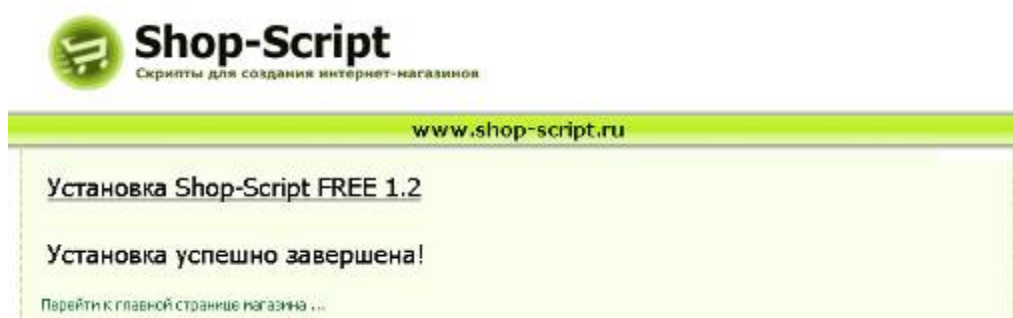 Shop-Script
Скрипты для создания интернет-магазинов
www.shop-script.ru
Установка Shop-Script FREE 1.2
Установка успешно завершена!
Перейти к главной странице магазина ...